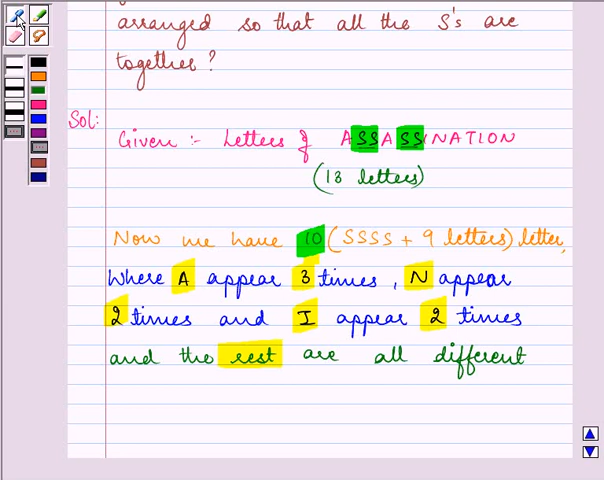 arranged so that all the S's are
together?
Sol:
Given :- Letters of ASSASSINATION
(13 letters)
Now we have 10 (SSSS + 9 letters) letter,
Where A appear 3 times, N appear
2 times and I appear 2 times
and the rest are all different